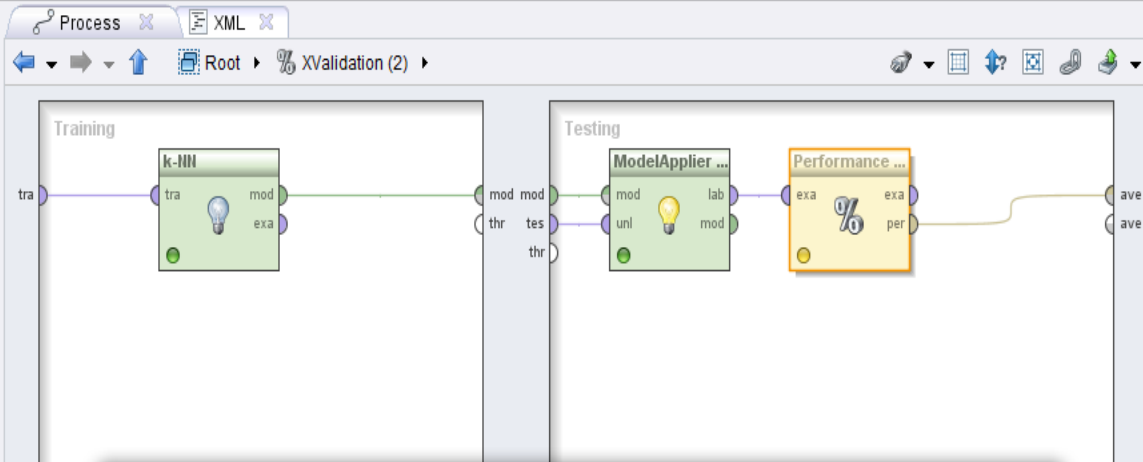 Process XML
Root XValidation (2)
Training
Testing
k-NN
ModelApplier ...
Performance ...
tra
tra
mod
mod
mod
mod
lab
exa
exa
ave
exa
thr
tes
unl
mod
per
ave
thr